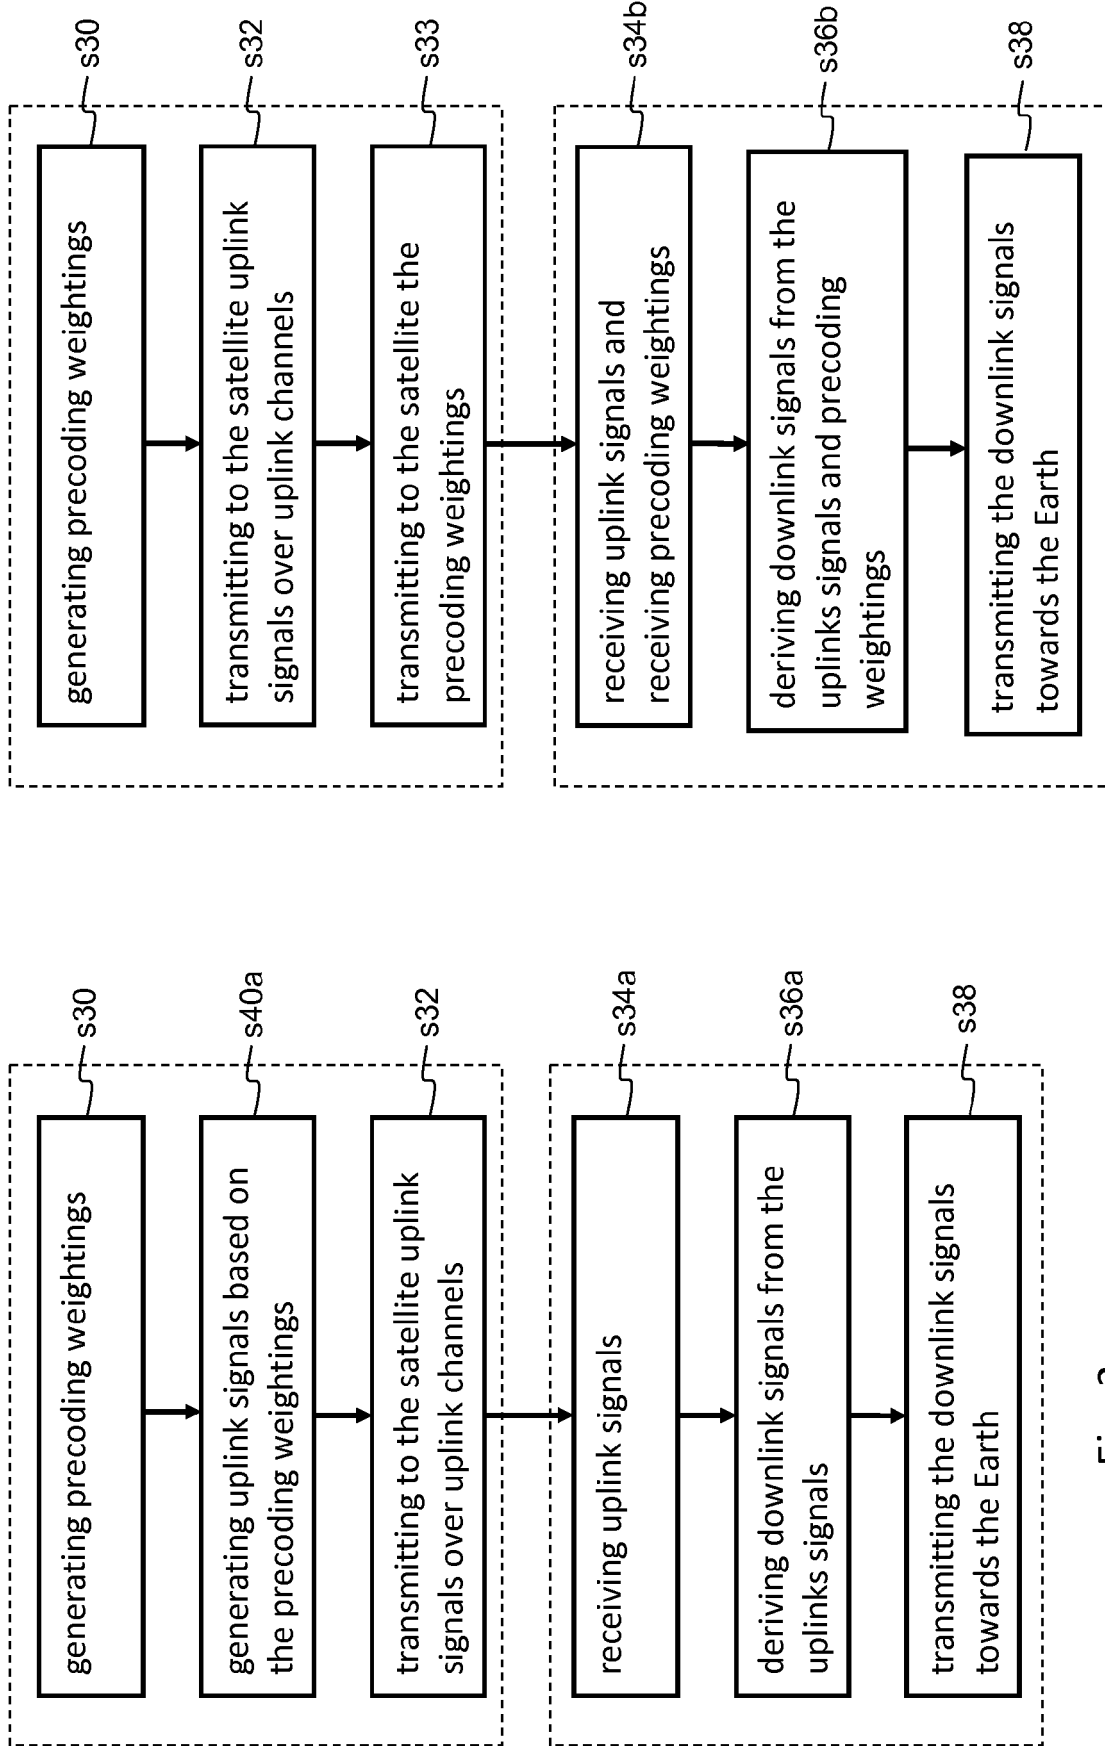 generating precoding weightings
s30
generating uplink signals based on
the precoding weightings
s40a
transmitting to the satellite uplink
signals over uplink channels
s32
receiving uplink signals
s34a
deriving downlink signals from the
uplinks signals
s36a
transmitting the downlink signals
towards the Earth
s38
generating precoding weightings
s30
transmitting to the satellite uplink
signals over uplink channels
s32
transmitting to the satellite the
precoding weightings
s33
receiving uplink signals and
receiving precoding weightings
s34b
deriving downlink signals from the
uplinks signals and precoding
weightings
s36b
transmitting the downlink signals
towards the Earth
s38